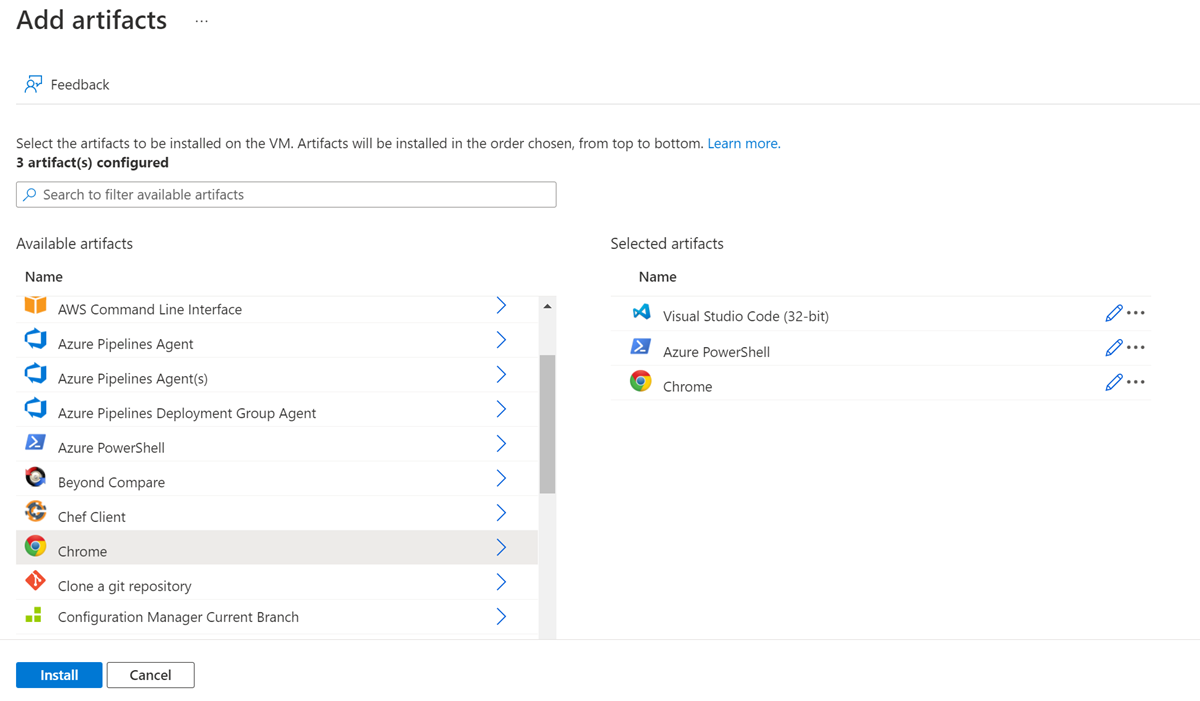 Add artifacts ...
Feedback
Select the artifacts to be installed on the VM. Artifacts will be installed in the order chosen, from top to bottom. Learn more.
3 artifact(s) configured
Search to filter available artifacts
Available artifacts
Name
AWS Command Line Interface
Azure Pipelines Agent
Azure Pipelines Agent(s)
Azure Pipelines Deployment Group Agent
Azure PowerShell
Beyond Compare
Chef Client
Chrome
Clone a git repository
Configuration Manager Current Branch
Selected artifacts
Name
Visual Studio Code (32-bit)
Azure PowerShell
Chrome
Install
Cancel